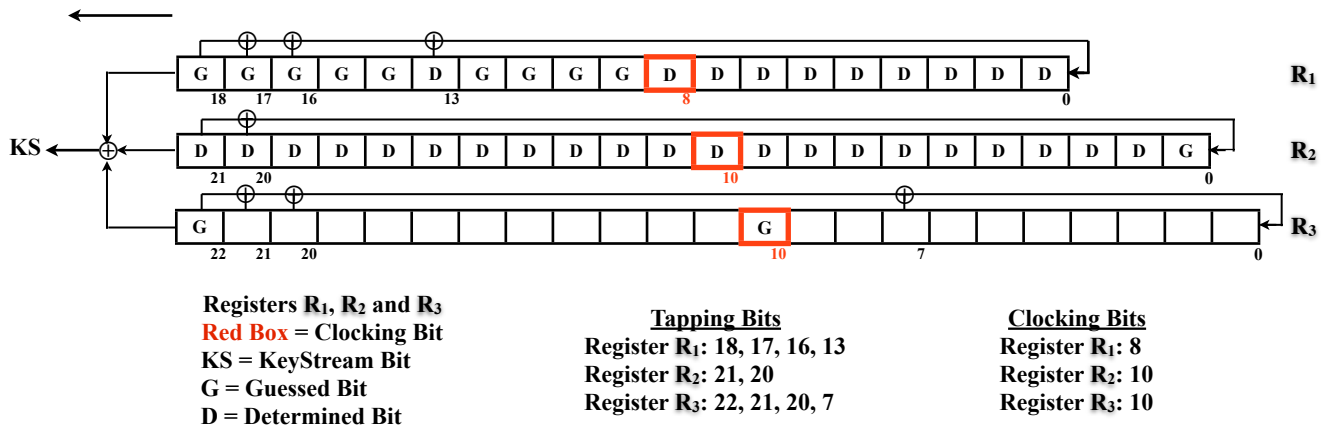 G G G G G D G G G G D D D D D D D D D R₁
18 17 16 13 8 0
KS D D D D D D D D D D D D D D D D D D D D D G R₂
21 20 10 0
G G R₃
22 21 20 10 7 0
Registers R₁, R₂ and R₃
Red Box = Clocking Bit
KS = KeyStream Bit
G = Guessed Bit
D = Determined Bit
Tapping Bits
Register R₁: 18, 17, 16, 13
Register R₂: 21, 20
Register R₃: 22, 21, 20, 7
Clocking Bits
Register R₁: 8
Register R₂: 10
Register R₃: 10